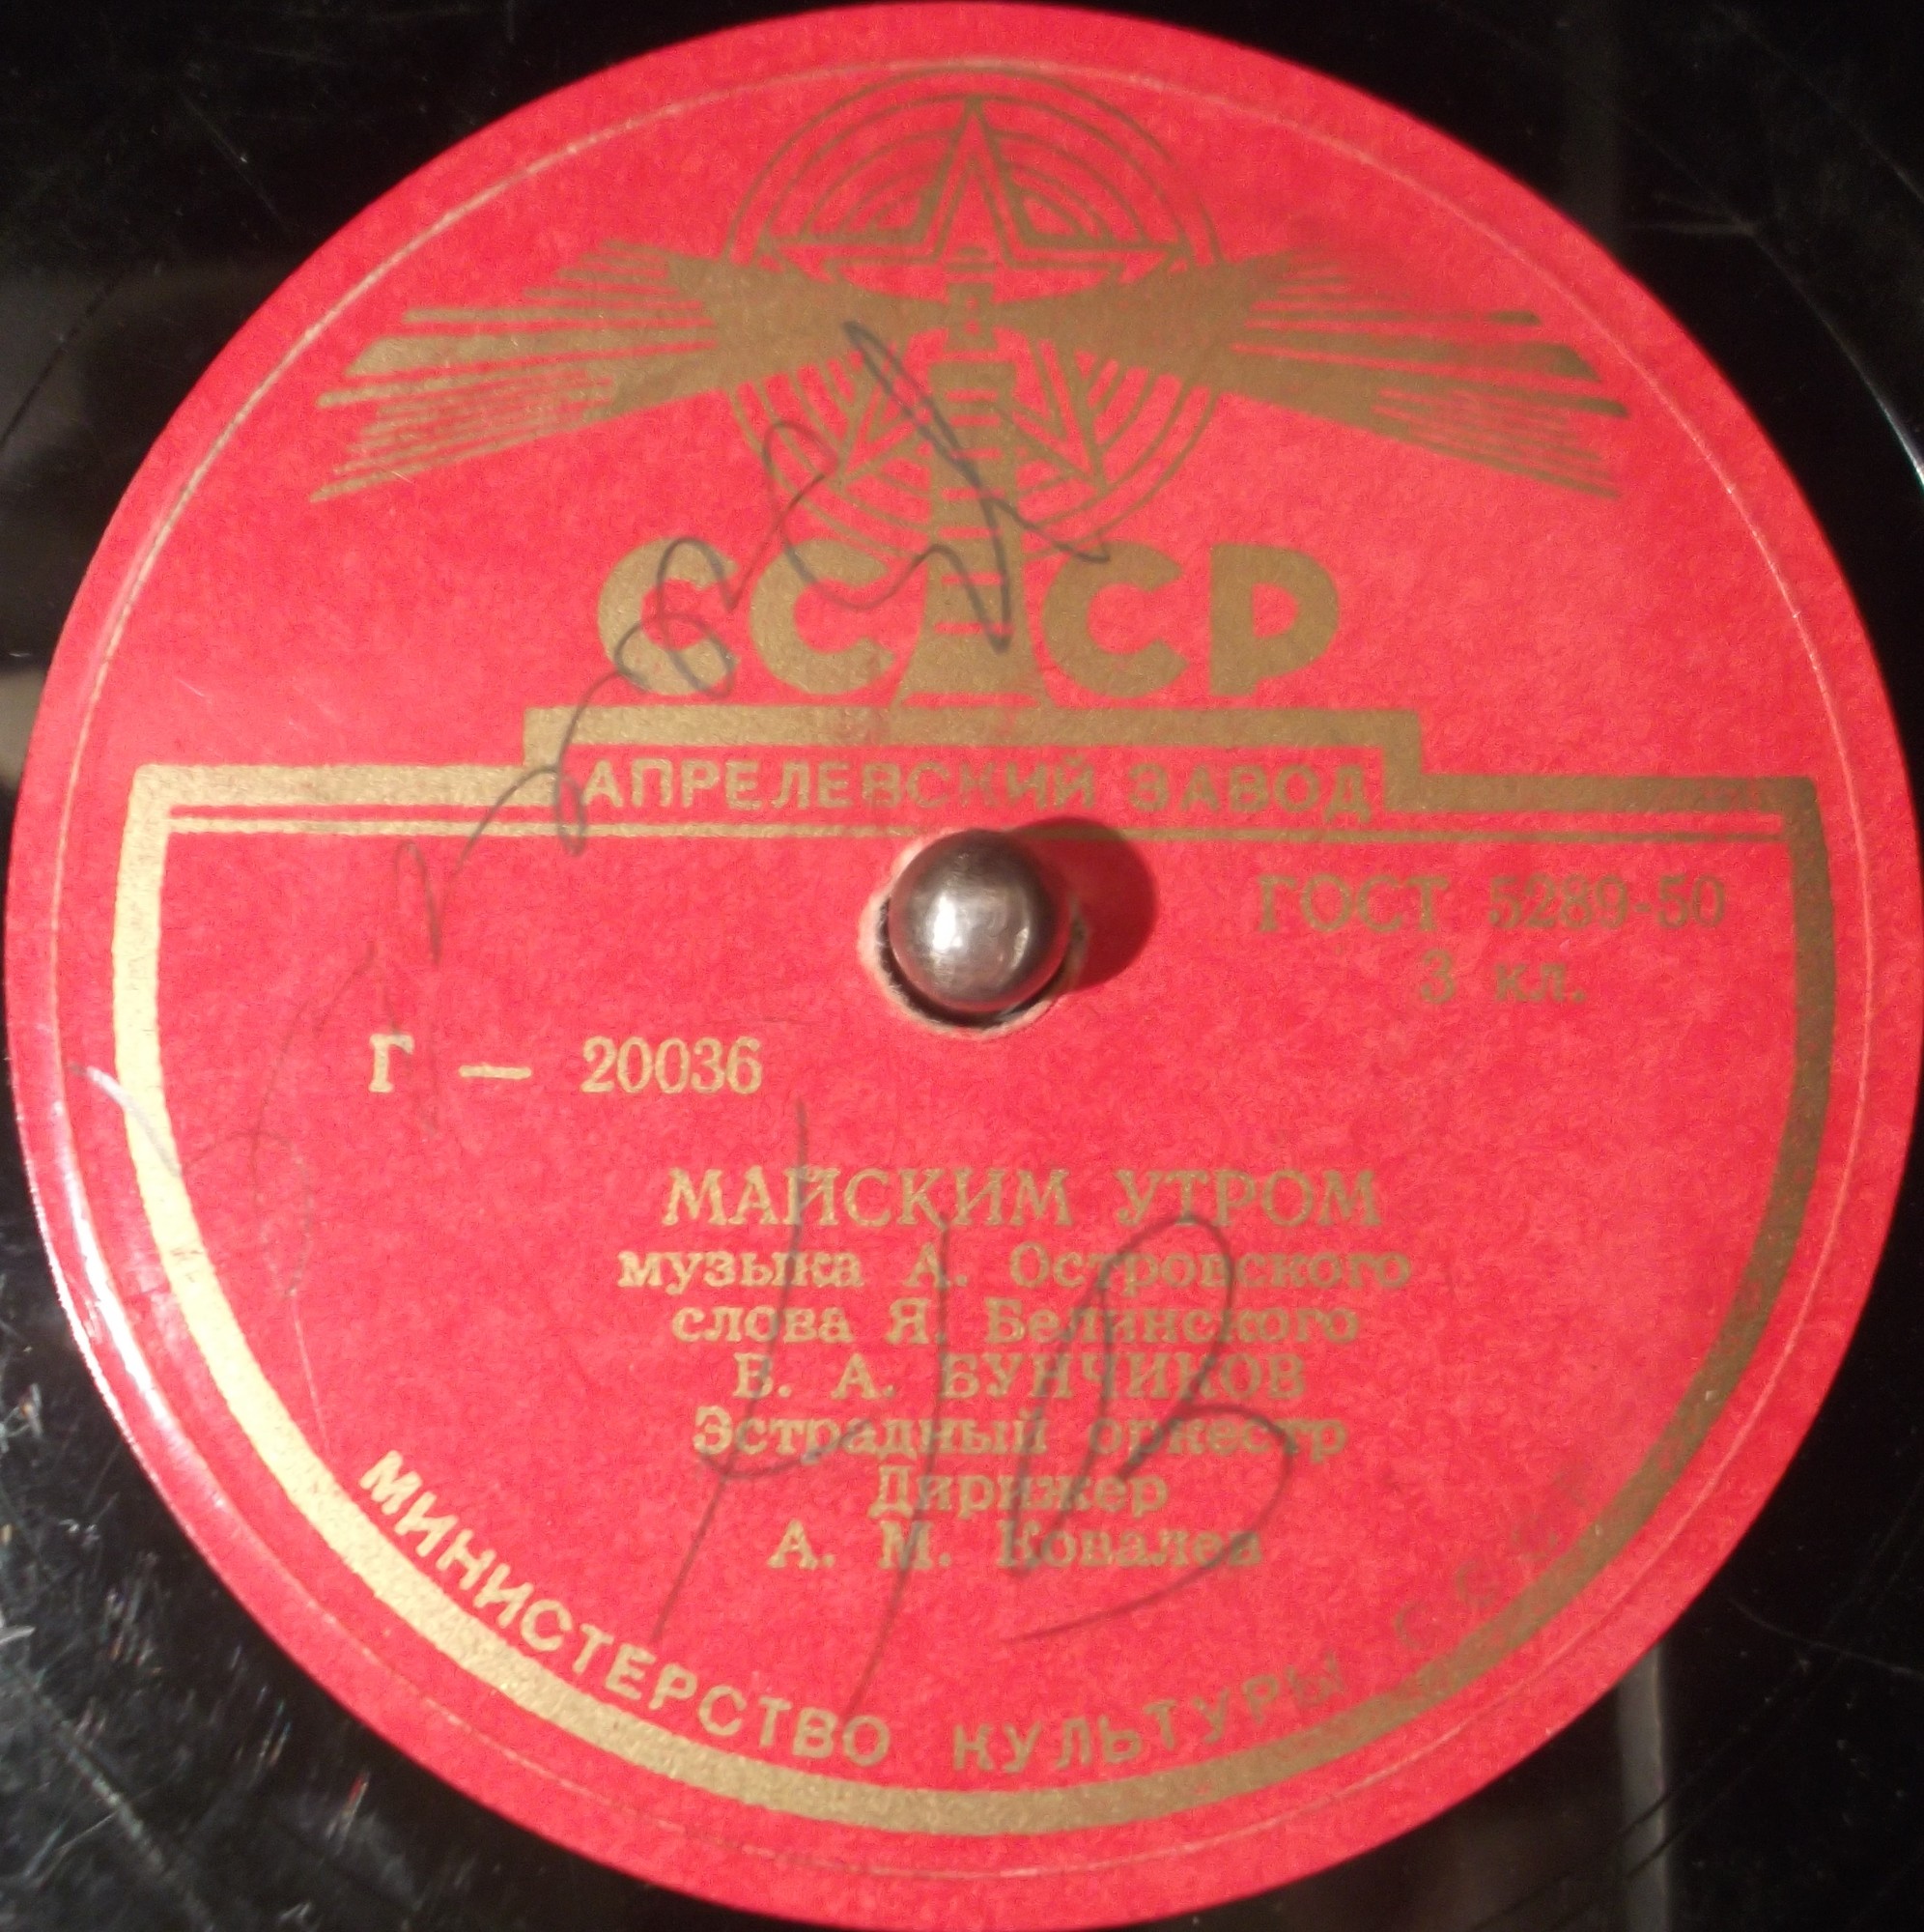 СССР
АПРЕЛЕВСКИЙ ЗАВОД
ГОСТ 5289-50
3 кл.
Г — 20036
МАЙСКИМ УТРОМ
музыка А. Островского
слова Я. Белинского
В. А. БУНЧИКОВ
Эстрадный оркестр
Дирижер
А. М. Ковалев
МИНИСТЕРСТВО КУЛЬТУРЫ СССР